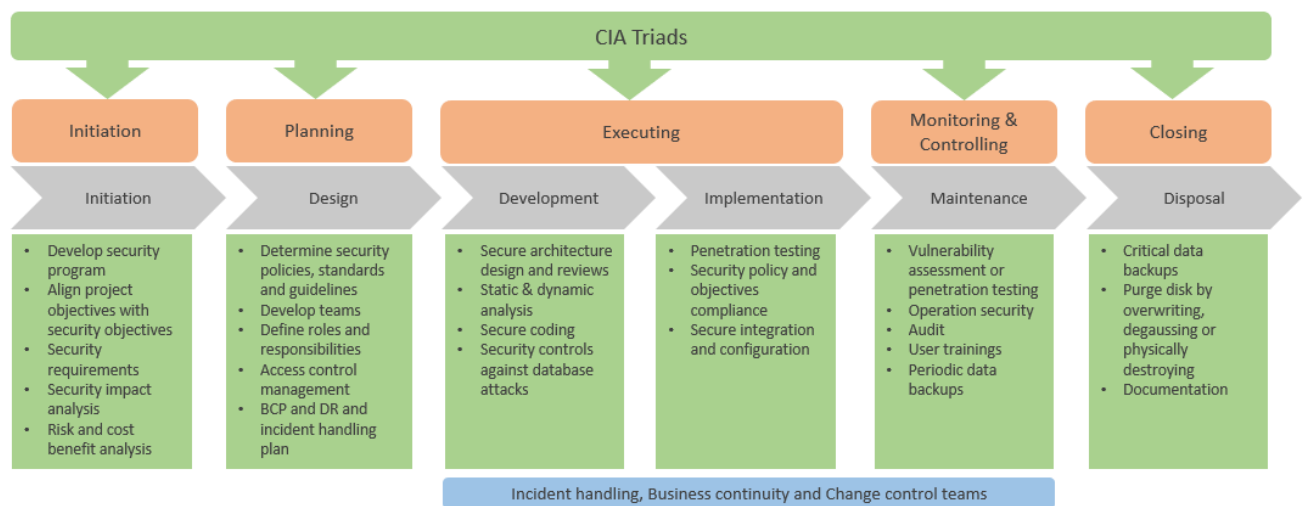 CIA Triads
Initiation
Planning
Executing
Monitoring &
Controlling
Closing
Initiation
Design
Development
Implementation
Maintenance
Disposal
• Develop security
program
• Align project
objectives with
security objectives
• Security
requirements
• Security impact
analysis
• Risk and cost
benefit analysis
• Determine security
policies, standards
and guidelines
• Develop teams
• Define roles and
responsibilities
• Access control
management
• BCP and DR and
incident handling
plan
• Secure architecture
design and reviews
• Static & dynamic
analysis
• Secure coding
• Security controls
against database
attacks
• Penetration testing
• Security policy and
objectives
compliance
• Secure integration
and configuration
• Vulnerability
assessment or
penetration testing
• Operation security
• Audit
• User trainings
• Periodic data
backups
• Critical data
backups
• Purge disk by
overwriting,
degaussing or
physically
destroying
• Documentation
Incident handling, Business continuity and Change control teams